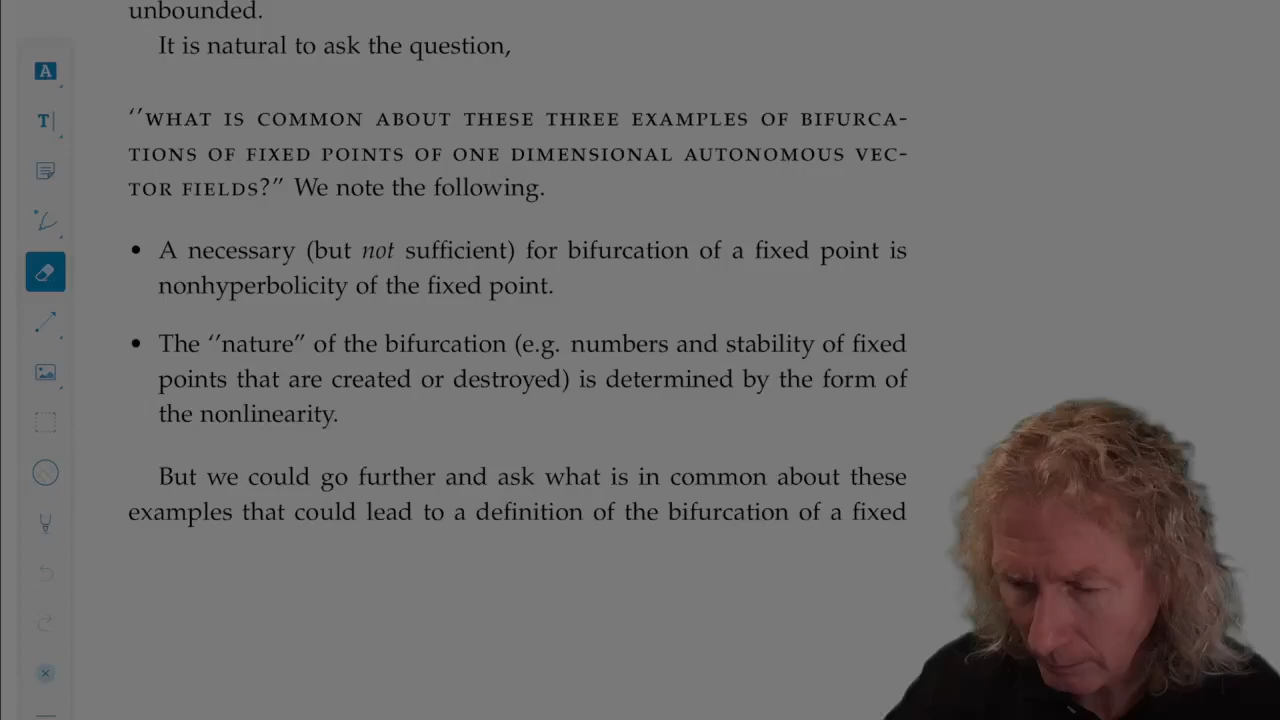 unbounded.
It is natural to ask the question,
‘’WHAT IS COMMON ABOUT THESE THREE EXAMPLES OF BIFURCA-
TIONS OF FIXED POINTS OF ONE DIMENSIONAL AUTONOMOUS VEC-
TOR FIELDS?” We note the following.
• A necessary (but not sufficient) for bifurcation of a fixed point is
nonhyperbolicity of the fixed point.
• The ‘’nature” of the bifurcation (e.g. numbers and stability of fixed
points that are created or destroyed) is determined by the form of
the nonlinearity.
But we could go further and ask what is in common about these
examples that could lead to a definition of the bifurcation of a fixed
A
T